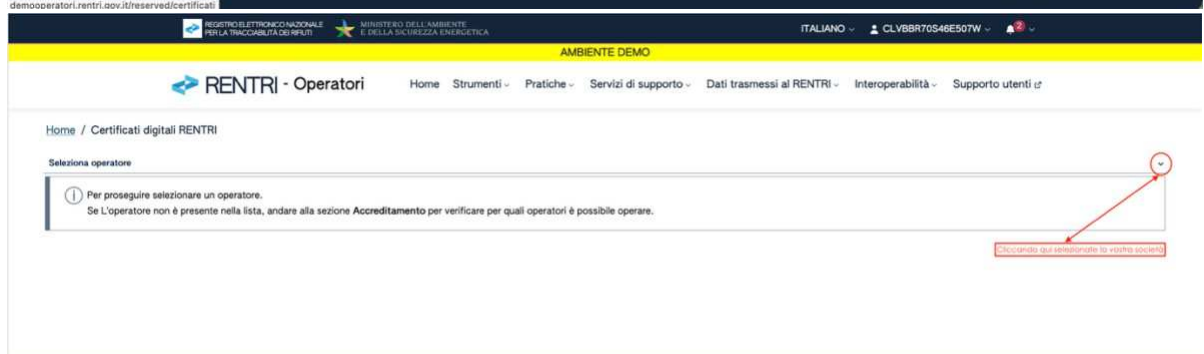 demooperatori.rentri.gov.it/reserved/certificati
REGISTRO ELETTRONICO NAZIONALE
PER LA TRACCIABILITÀ DEI RIFIUTI
MINISTERO DELL'AMBIENTE
E DELLA SICUREZZA ENERGETICA
ITALIANO
CLVBBR70S46E507W
2
AMBIENTE DEMO
RENTRI - Operatori
Home Strumenti Pratiche Servizi di supporto Dati trasmessi al RENTRI Interoperabilità Supporto utenti
Home / Certificati digitali RENTRI
Seleziona operatore
Per proseguire selezionare un operatore.
Se L'operatore non è presente nella lista, andare alla sezione Accreditamento per verificare per quali operatori è possibile operare.
Cliccando qui selezionate la vostra società